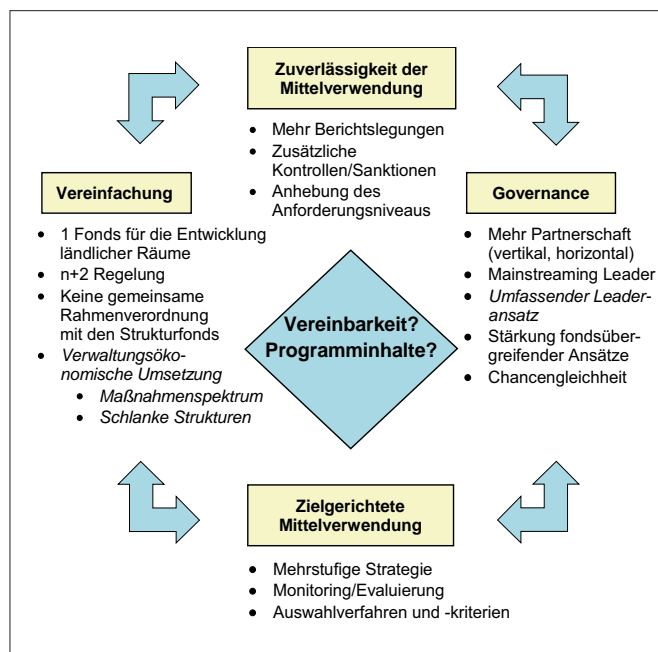 Zuverlässigkeit der
Mittelverwendung
• Mehr Berichtslegungen
• Zusätzliche
Kontrollen/Sanktionen
• Anhebung des
Anforderungsniveaus
Vereinfachung
• 1 Fonds für die Entwicklung
ländlicher Räume
• n+2 Regelung
• Keine gemeinsame
Rahmenverordnung
mit den Strukturfonds
• Verwaltungsöko-
nomische Umsetzung
• Maßnahmenspektrum
• Schlanke Strukturen
Governance
• Mehr Partnerschaft
(vertikal, horizontal)
• Mainstreaming Leader
• Umfassender Leader-
ansatz
• Stärkung fondsüber-
greifender Ansätze
• Chancengleichheit
Vereinbarkeit?
Programminhalte?
Zielgerichtete
Mittelverwendung
• Mehrstufige Strategie
• Monitoring/Evaluierung
• Auswahlverfahren und -kriterien